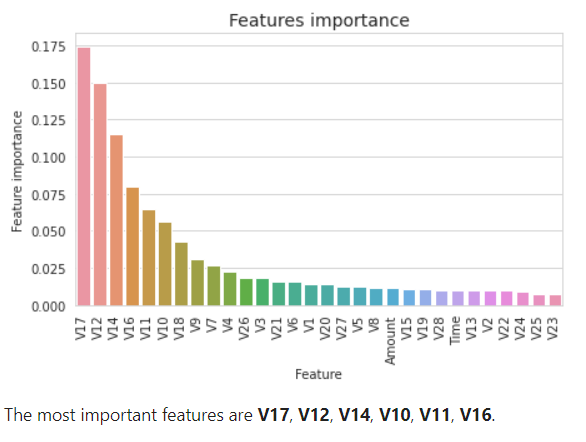 Features importance
0.175
0.150
0.125
0.100
0.075
0.050
0.025
0.000
Feature importance
V17 V12 V14 V16 V11 V10 V18 V9 V7 V4 V26 V3 V21 V6 V1 V20 V27 V5 V8 Amount V15 V19 V28 Time V13 V2 V22 V24 V25 V23
Feature
The most important features are V17, V12, V14, V10, V11, V16.